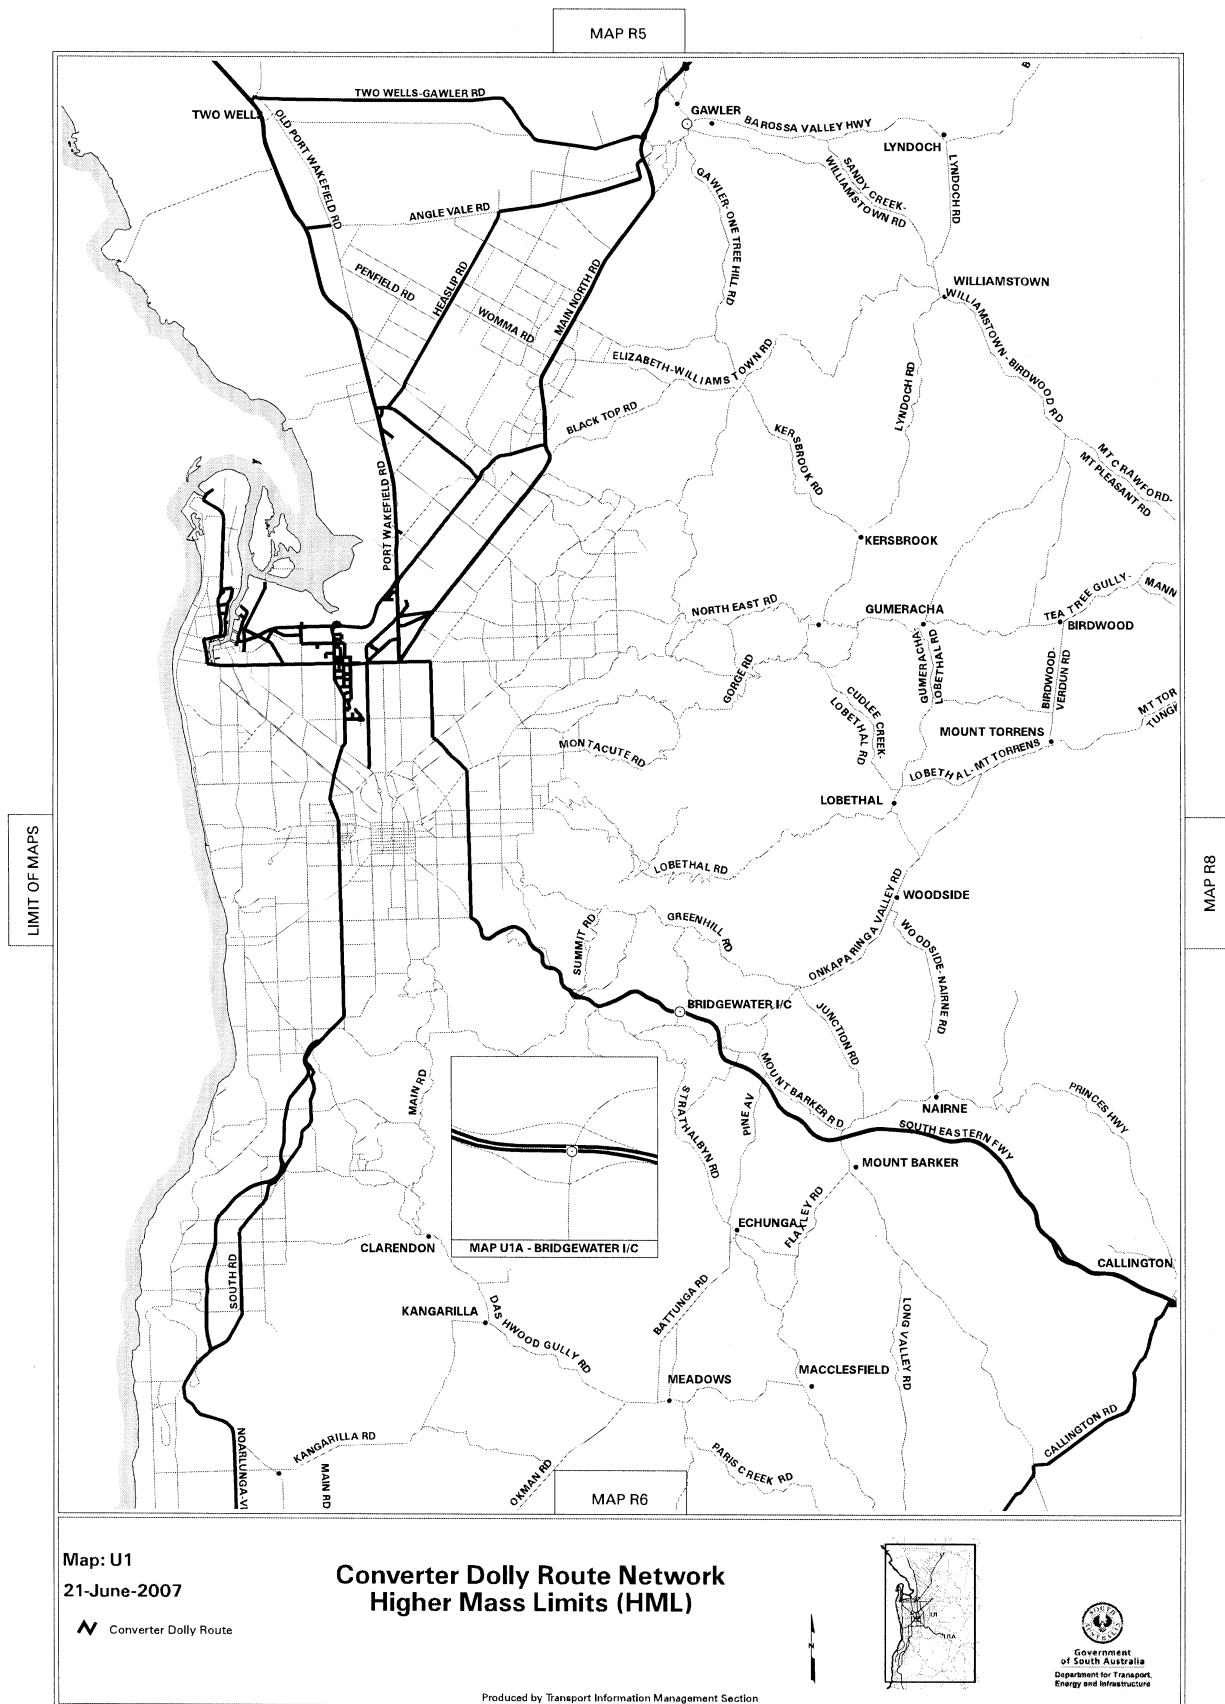 MAP R5
TWO WELLS-GAWLER RD
TWO WELLS
OLD PORT WAKEFIELD RD
GAWLER
BAROSSA VALLEY HWY
LYNDOCH
LYNDOCH RD
SANDY CREEK-
WILLIAMSTOWN RD
GAWLER-ONE TREE HILL RD
ANGLE VALE RD
PENFIELD RD
HEASLIP RD
WOMMA RD
MAIN NORTH RD
WILLIAMSTOWN
WILLIAMSTOWN-BIRDWOOD RD
ELIZABETH-WILLIAMSTOWN RD
BLACK TOP RD
LYNDOCH RD
KERSBROOK RD
MT CRAWFORD-
MT PLEASANT RD
PORT WAKEFIELD RD
KERSBROOK
NORTH EAST RD
GUMERACHA
TEA TREE GULLY-
MANN
BIRDWOOD
GUMERACHA
LOBETHAL RD
BIRDWOOD-
VERDUN RD
GORGE RD
CUDLEE CREEK-
LOBETHAL RD
MT TOR
TUNG
MOUNT TORRENS
LOBETHAL-MT TORRENS
MONTACUTE RD
LOBETHAL
LIMIT OF MAPS
MAP R8
LOBETHAL RD
WOODSIDE
ONKAPARINGA VALLEY RD
WOODSIDE-NAIRNE RD
SUMMIT RD
GREENHILL RD
BRIDGEWATER I/C
JUNCTION RD
MAIN RD
STRATHALBYN RD
PINE AV
MOUNT BARKER RD
NAIRNE
PRINCES HWY
SOUTH EASTERN FWY
MOUNT BARKER
FLAXLEY RD
ECHUNGA
CLARENDON
MAP U1A - BRIDGEWATER I/C
CALLINGTON
SOUTH RD
KANGARILLA
DASHWOOD GULLY RD
BATTUNGA RD
LONG VALLEY RD
MEADOWS
MACCLESFIELD
CALLINGTON RD
NOARLUNGA-VI
KANGARILLA RD
MAIN RD
OKMAN RD
PARIS CREEK RD
MAP R6
Map: U1
21-June-2007
Converter Dolly Route
Converter Dolly Route Network
Higher Mass Limits (HML)
N
U1
U1A
SOUTH
AUSTRALIA
Government
of South Australia
Department for Transport,
Energy and Infrastructure
Produced by Transport Information Management Section